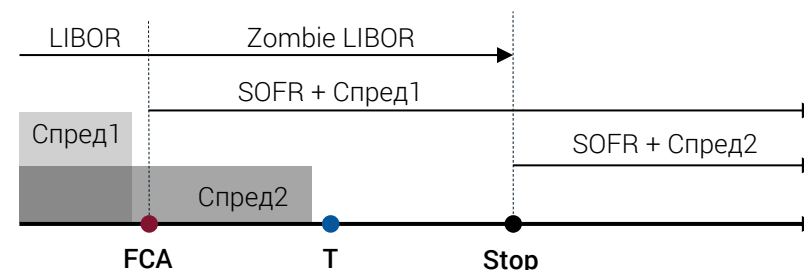 LIBOR
Zombie LIBOR
SOFR + Спред1
Спред1
SOFR + Спред2
Спред2
FCA
T
Stop